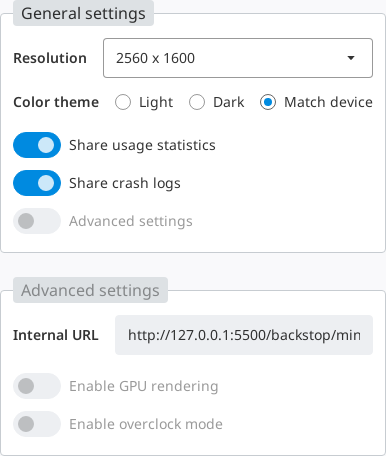 General settings
Resolution 2560 x 1600
Color theme Light Dark Match device
Share usage statistics
Share crash logs
Advanced settings
Advanced settings
Internal URL http://127.0.0.1:5500/backstop/min
Enable GPU rendering
Enable overclock mode